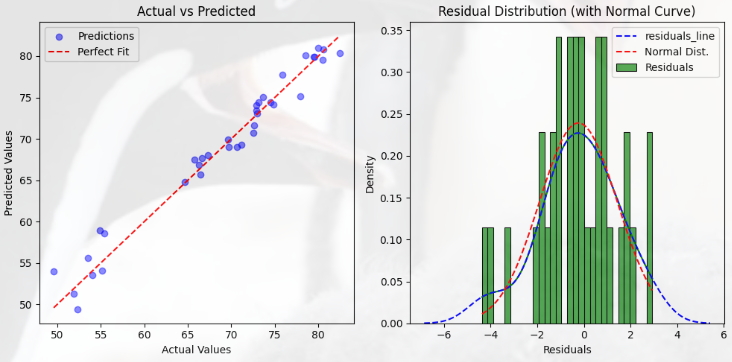 Actual vs Predicted
Predictions
Perfect Fit
80
75
70
65
60
55
50
Predicted Values
50
55
60
65
70
75
80
Actual Values
Residual Distribution (with Normal Curve)
residuals_line
Normal Dist.
Residuals
0.35
0.30
0.25
0.20
0.15
0.10
0.05
0.00
Density
−6
−4
−2
0
2
4
6
Residuals